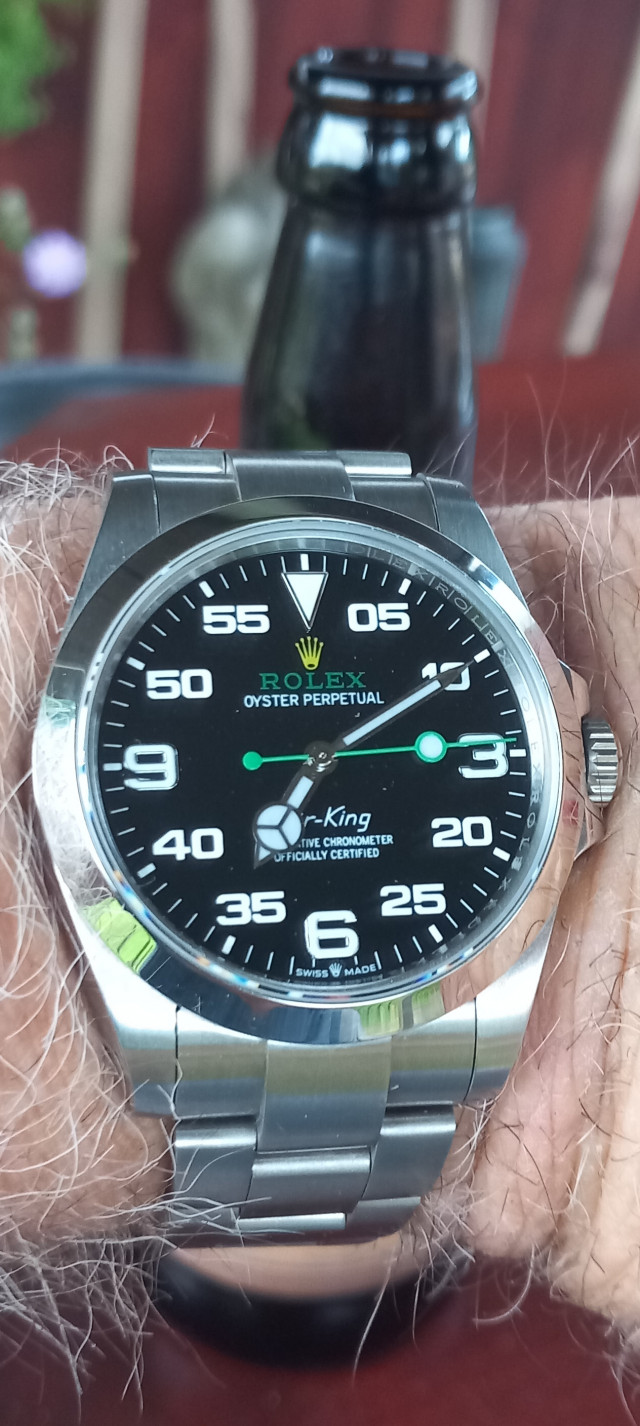 55 05
50 10
ROLEX
OYSTER PERPETUAL
9 3
-King
CHRONOMETER
40 20
OFFICIALLY CERTIFIED
35 25
6
SWISS MADE
ROLEX